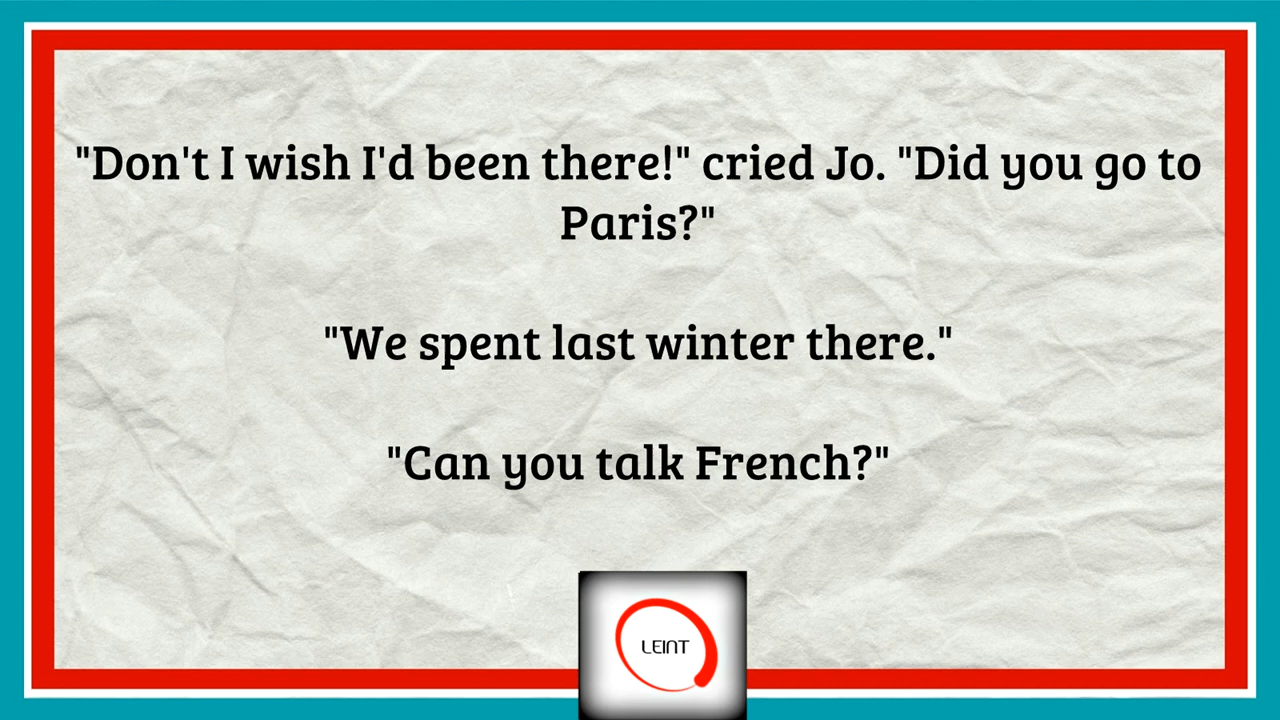 "Don't I wish I'd been there!" cried Jo. "Did you go to
Paris?"
"We spent last winter there."
"Can you talk French?"
LEINT